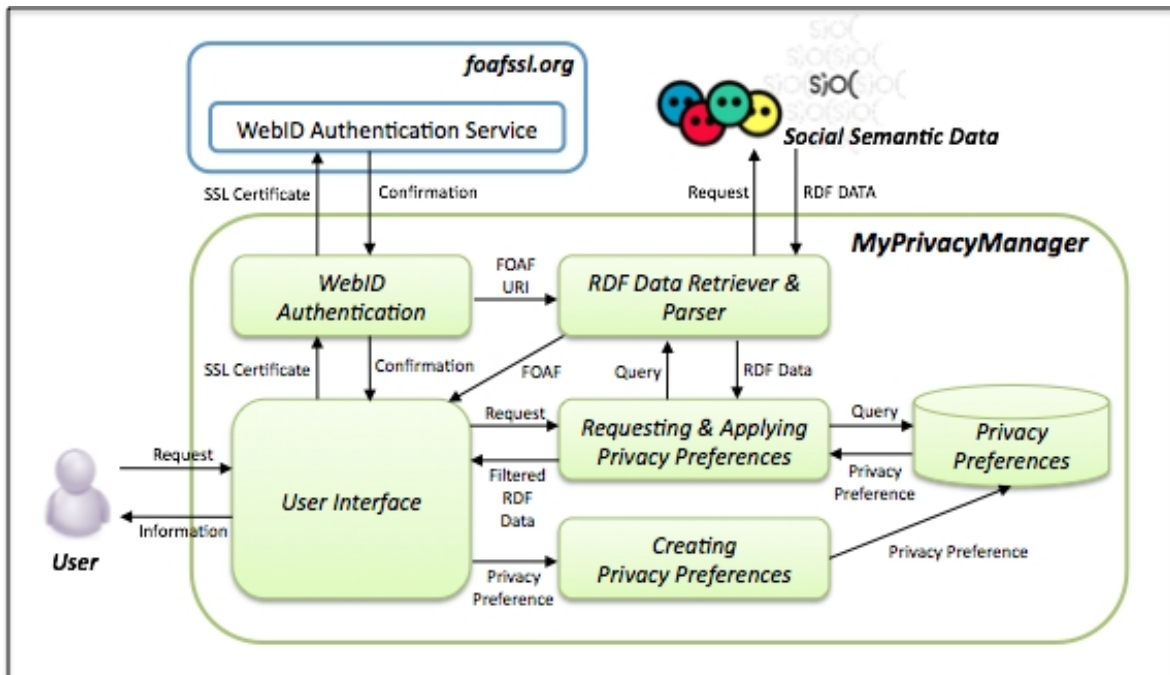 foafssl.org
WebID Authentication Service
sjO(
Social Semantic Data
SSL Certificate
Confirmation
Request
RDF DATA
MyPrivacyManager
WebID
Authentication
FOAF
URI
RDF Data Retriever &
Parser
SSL Certificate
Confirmation
FOAF
Query
RDF Data
User Interface
Request
Filtered
RDF
Data
Requesting & Applying
Privacy Preferences
Query
Privacy
Preference
Privacy
Preferences
Request
Information
User
Privacy
Preference
Creating
Privacy Preferences
Privacy Preference